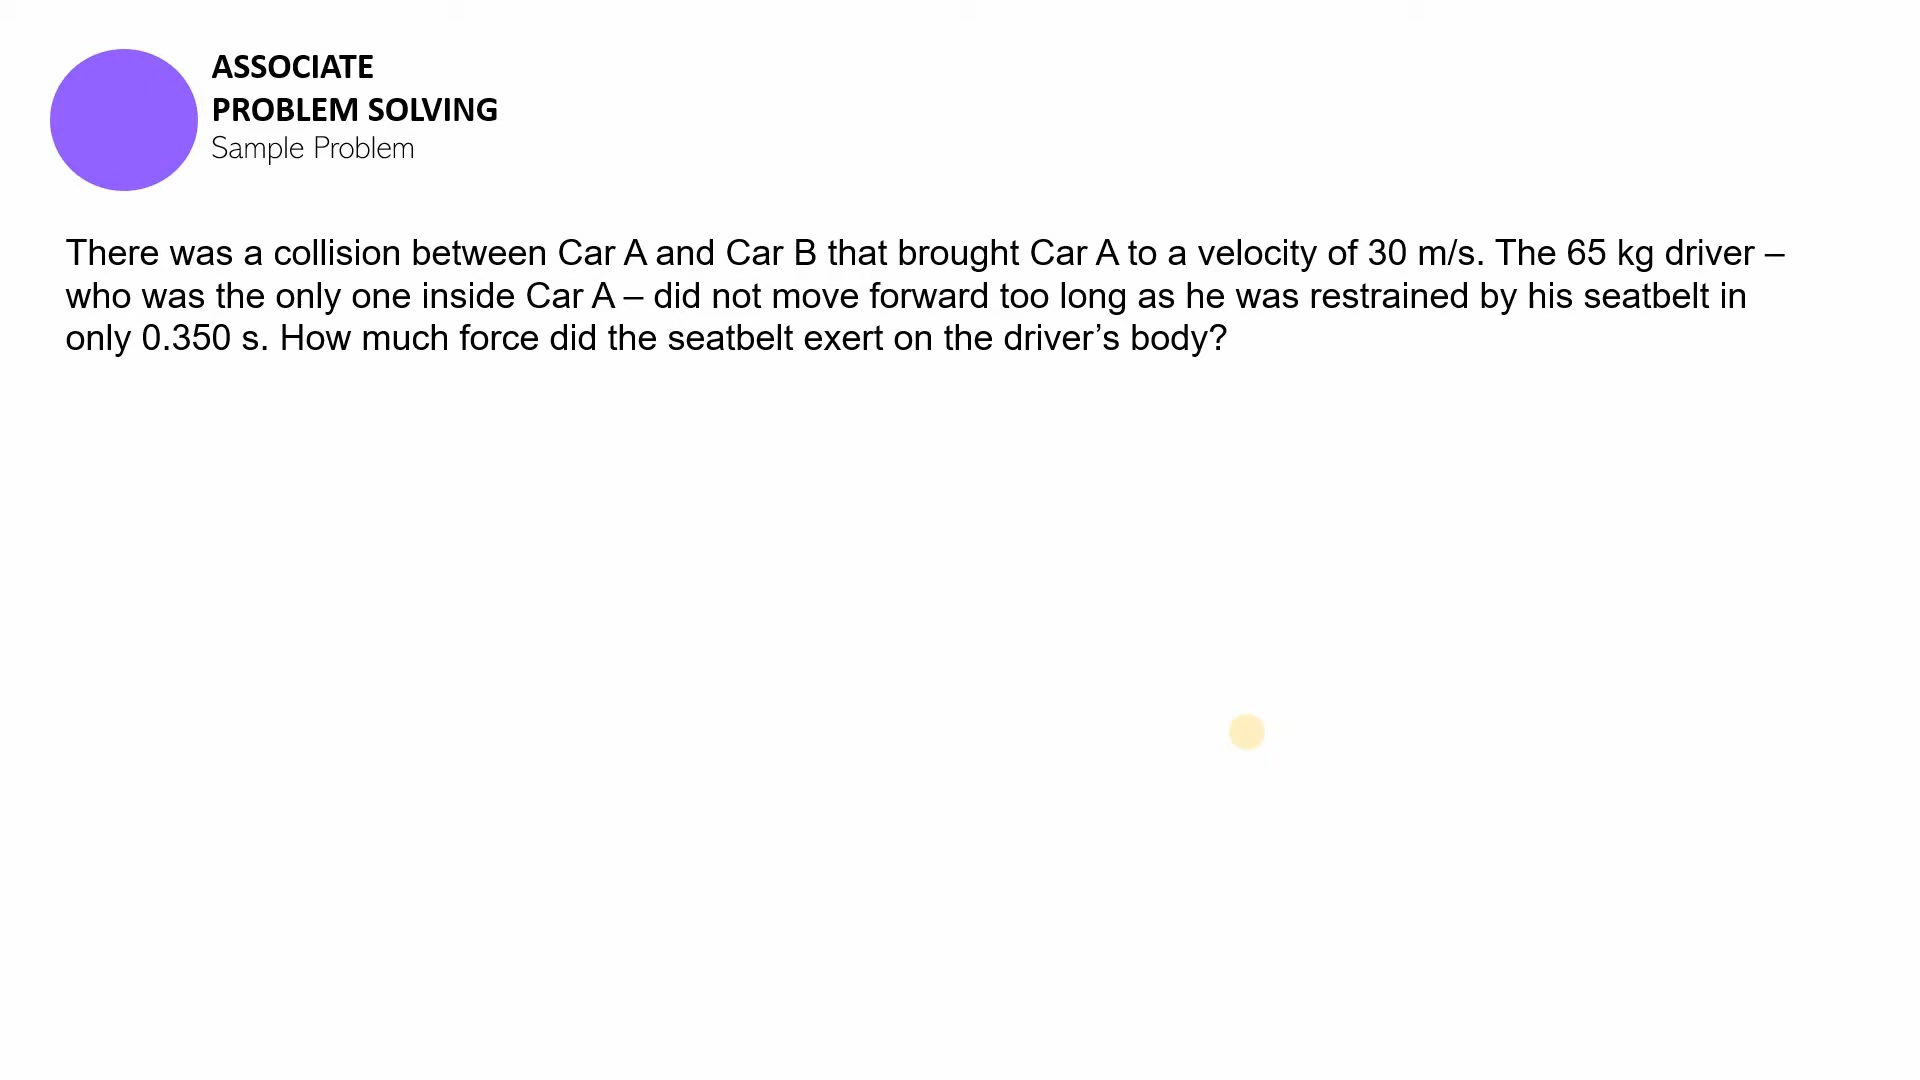 ASSOCIATE
PROBLEM SOLVING
Sample Problem
There was a collision between Car A and Car B that brought Car A to a velocity of 30 m/s. The 65 kg driver –
who was the only one inside Car A – did not move forward too long as he was restrained by his seatbelt in
only 0.350 s. How much force did the seatbelt exert on the driver’s body?